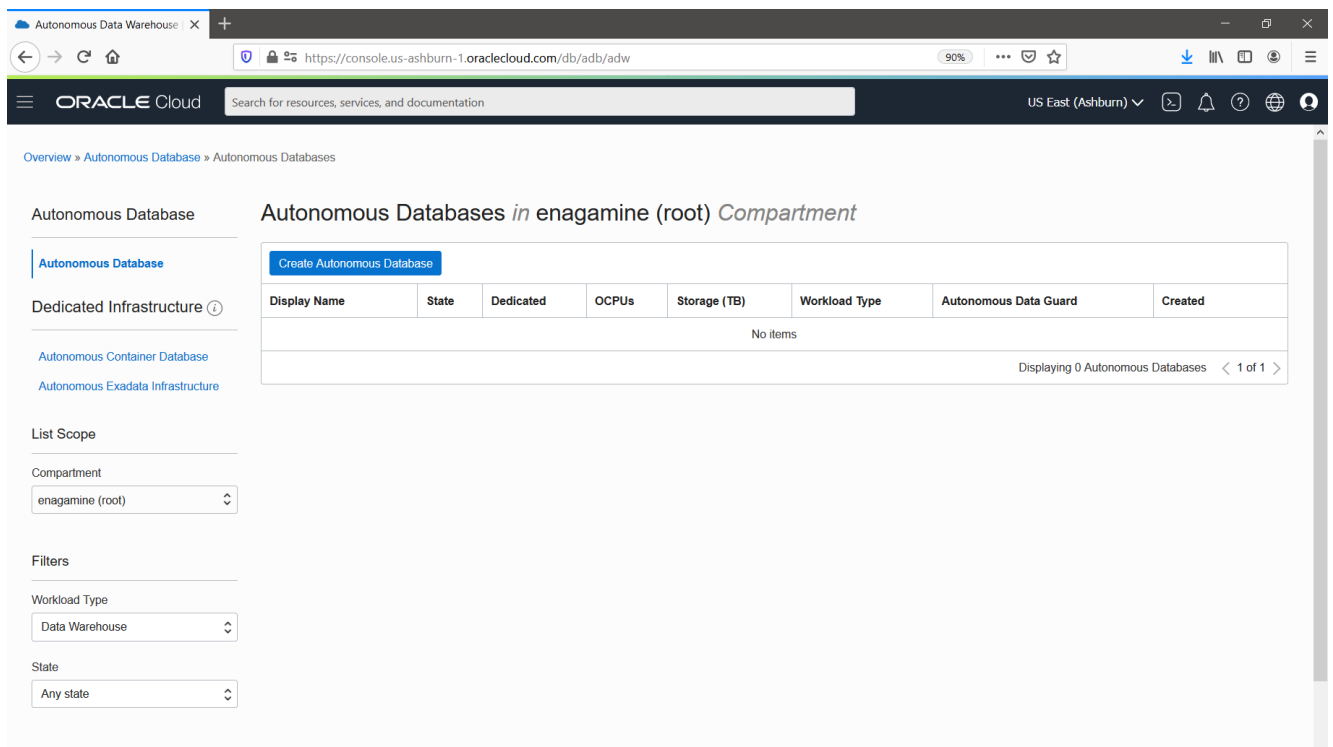 Autonomous Data Warehouse
https://console.us-ashburn-1.oraclecloud.com/db/adb/adw
90%
ORACLE Cloud
Search for resources, services, and documentation
US East (Ashburn)
Overview » Autonomous Database » Autonomous Databases
Autonomous Database
Autonomous Database
Dedicated Infrastructure
Autonomous Container Database
Autonomous Exadata Infrastructure
List Scope
Compartment
enagamine (root)
Filters
Workload Type
Data Warehouse
State
Any state
Autonomous Databases in enagamine (root) Compartment
Create Autonomous Database
Display Name State Dedicated OCPUs Storage (TB) Workload Type Autonomous Data Guard Created
No items
Displaying 0 Autonomous Databases < 1 of 1 >